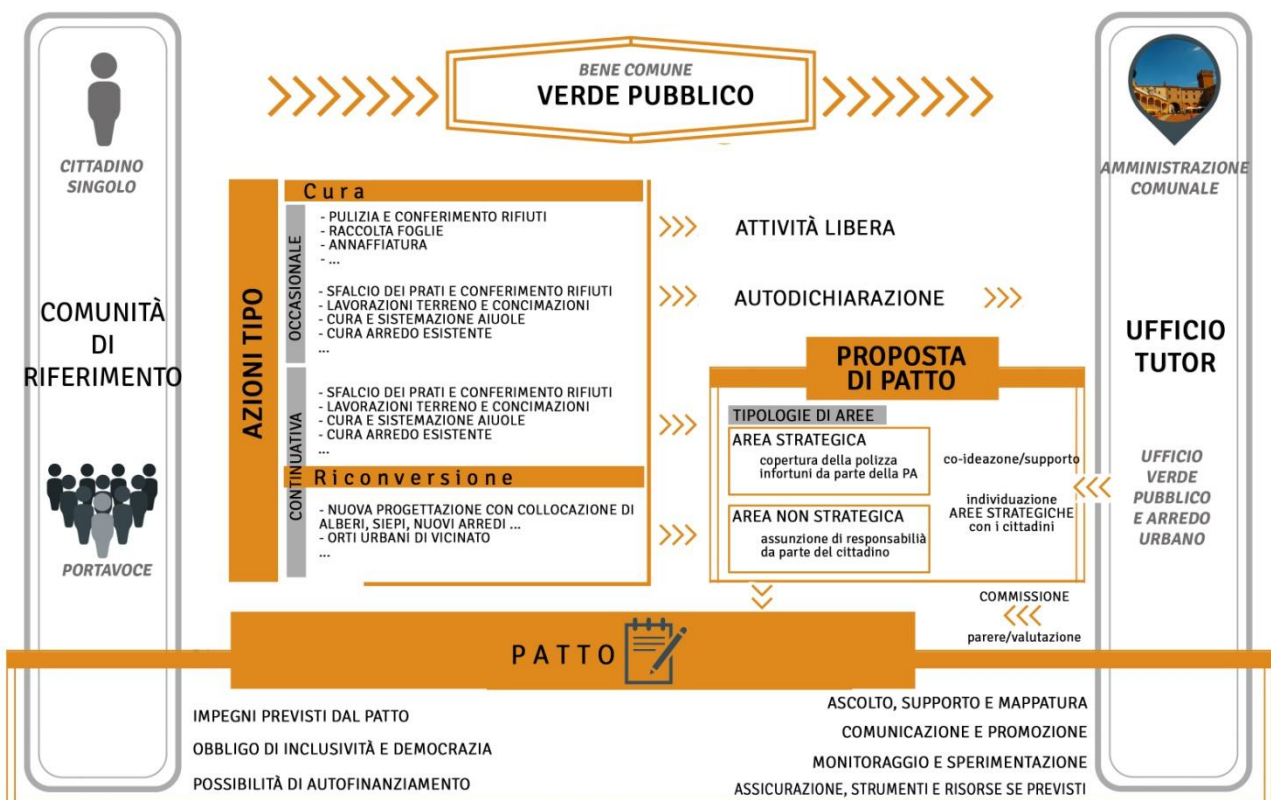 BENE COMUNE
VERDE PUBBLICO
CITTADINO
SINGOLO
COMUNITÀ
DI
RIFERIMENTO
PORTAVOCE
AZIONI TIPO
Cura
OCCASIONALE
- PULIZIA E CONFERIMENTO RIFIUTI
- RACCOLTA FOGLIE
- ANNAFFIATURA
- ...
ATTIVITÀ LIBERA
- SFALCIO DEI PRATI E CONFERIMENTO RIFIUTI
- LAVORAZIONI TERRENO E CONCIMAZIONI
- CURA E SISTEMAZIONE AIUOLE
- CURA ARREDO ESISTENTE
...
AUTODICHIARAZIONE
CONTINUATIVA
- SFALCIO DEI PRATI E CONFERIMENTO RIFIUTI
- LAVORAZIONI TERRENO E CONCIMAZIONI
- CURA E SISTEMAZIONE AIUOLE
- CURA ARREDO ESISTENTE
...
Riconversione
- NUOVA PROGETTAZIONE CON COLLOCAZIONE DI
ALBERI, SIEPI, NUOVI ARREDI ...
- ORTI URBANI DI VICINATO
...
PROPOSTA
DI PATTO
TIPOLOGIE DI AREE
AREA STRATEGICA
copertura della polizza
infortuni da parte della PA
AREA NON STRATEGICA
assunzione di responsabilià
da parte del cittadino
co-ideazone/supporto
individuazione
AREE STRATEGICHE
con i cittadini
AMMINISTRAZIONE
COMUNALE
UFFICIO
TUTOR
UFFICIO
VERDE
PUBBLICO
E ARREDO
URBANO
COMMISSIONE
parere/valutazione
PATTO
IMPEGNI PREVISTI DAL PATTO
OBBLIGO DI INCLUSIVITÀ E DEMOCRAZIA
POSSIBILITÀ DI AUTOFINANZIAMENTO
ASCOLTO, SUPPORTO E MAPPATURA
COMUNICAZIONE E PROMOZIONE
MONITORAGGIO E SPERIMENTAZIONE
ASSICURAZIONE, STRUMENTI E RISORSE SE PREVISTI